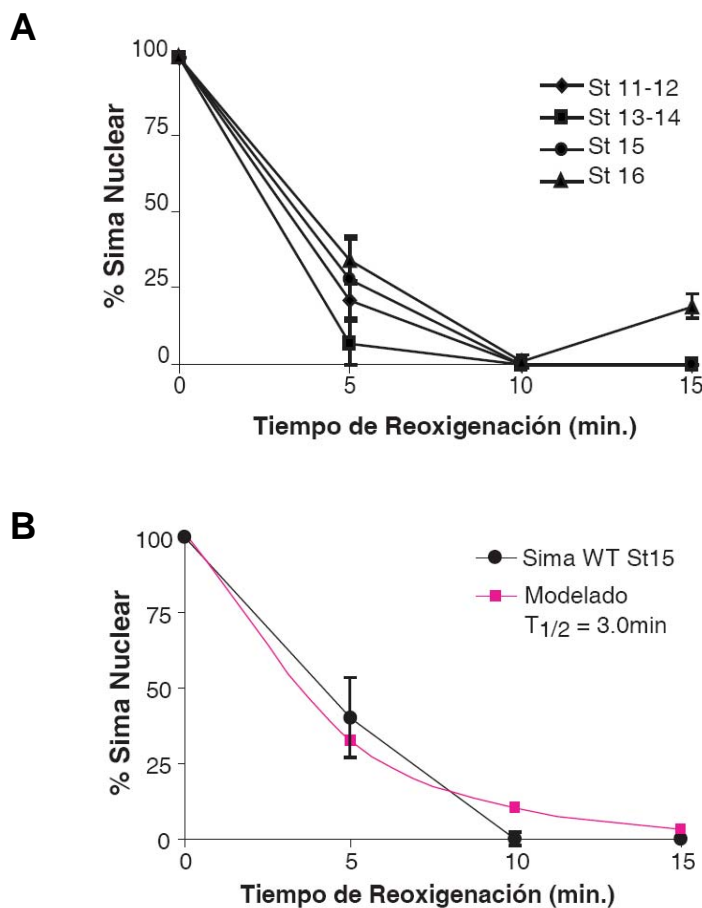 A
100
75
50
25
0
% Sima Nuclear
0 5 10 15
Tiempo de Reoxigenación (min.)
St 11-12
St 13-14
St 15
St 16
B
100
75
50
25
0
% Sima Nuclear
0 5 10 15
Tiempo de Reoxigenación (min.)
Sima WT St15
Modelado
T1/2 = 3.0min